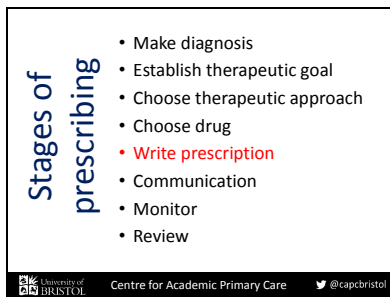 Stages of
prescribing
• Make diagnosis
• Establish therapeutic goal
• Choose therapeutic approach
• Choose drug
• Write prescription
• Communication
• Monitor
• Review
University of
BRISTOL
Centre for Academic Primary Care
@capcbristol